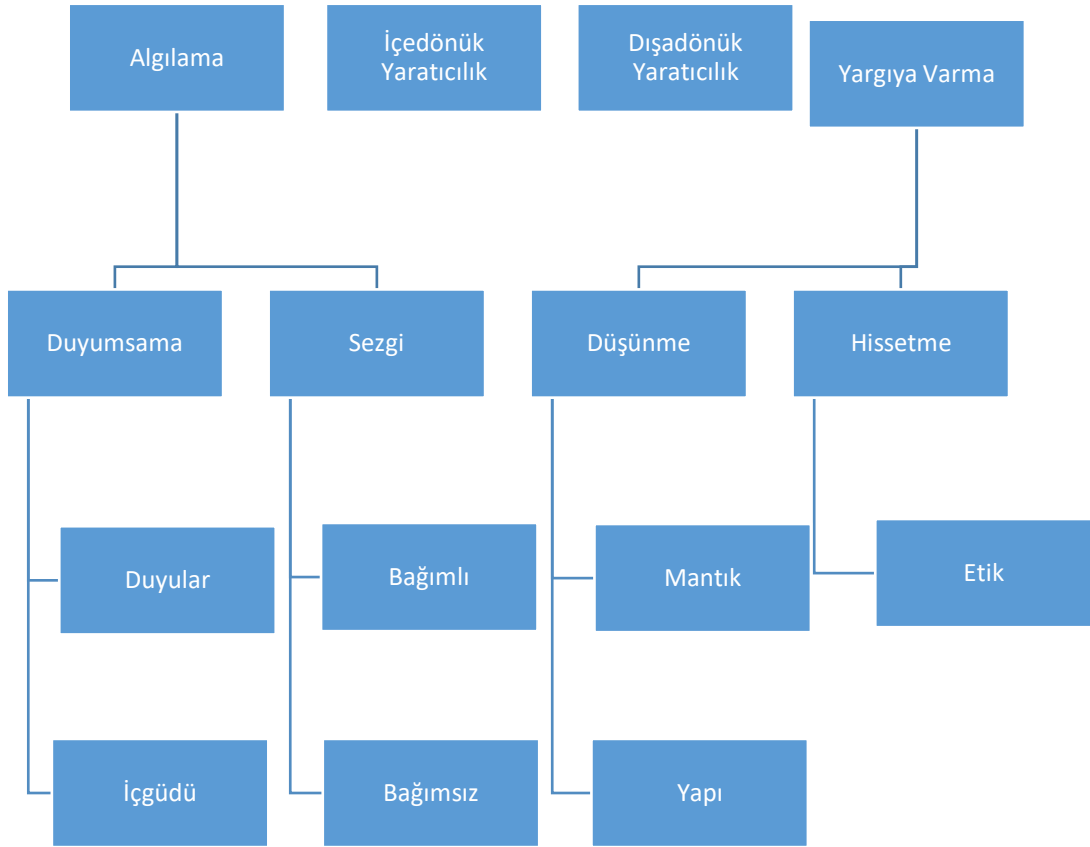 Algılama
İçedönük
Yaratıcılık
Dışadönük
Yaratıcılık
Yargıya Varma
Duyumsama
Sezgi
Düşünme
Hissetme
Duyular
Bağımlı
Mantık
Etik
İçgüdü
Bağımsız
Yapı